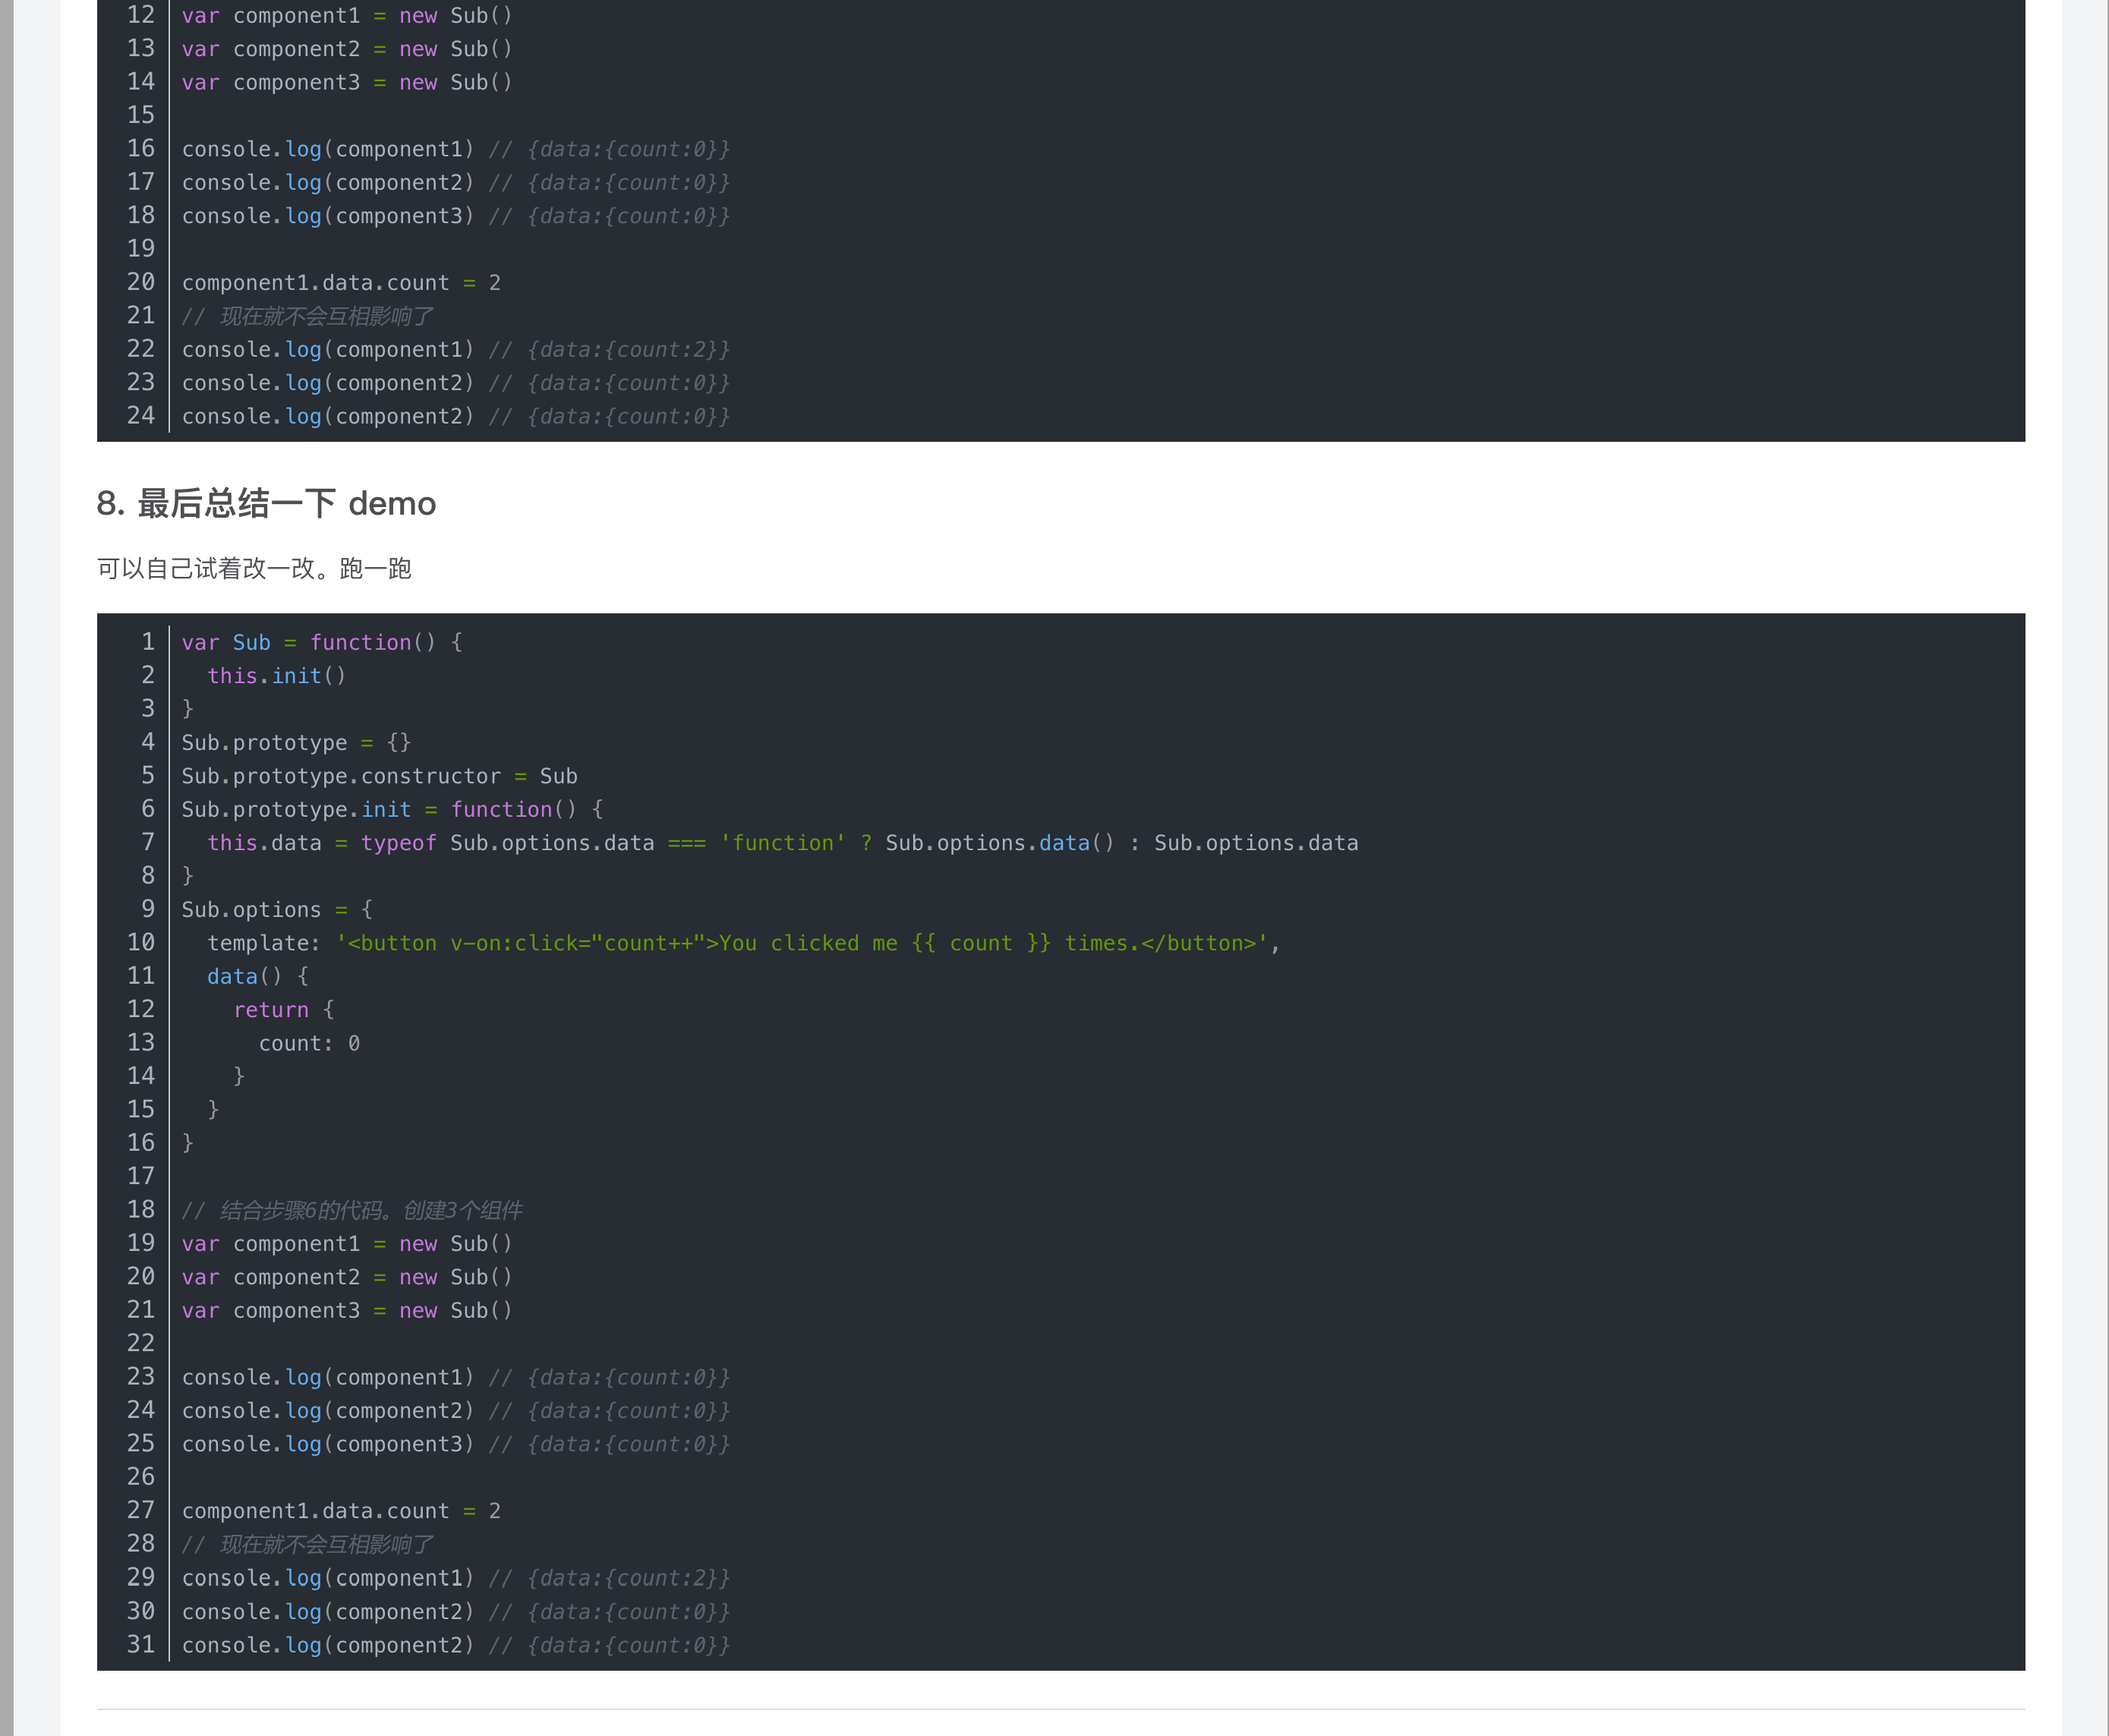 12 var component1 = new Sub()
13 var component2 = new Sub()
14 var component3 = new Sub()
15
16 console.log(component1) // {data:{count:0}}
17 console.log(component2) // {data:{count:0}}
18 console.log(component3) // {data:{count:0}}
19
20 component1.data.count = 2
21 // 现在就不会互相影响了
22 console.log(component1) // {data:{count:2}}
23 console.log(component2) // {data:{count:0}}
24 console.log(component2) // {data:{count:0}}
8. 最后总结一下 demo
可以自己试着改一改。跑一跑
1 var Sub = function() {
2   this.init()
3 }
4 Sub.prototype = {}
5 Sub.prototype.constructor = Sub
6 Sub.prototype.init = function() {
7   this.data = typeof Sub.options.data === 'function' ? Sub.options.data() : Sub.options.data
8 }
9 Sub.options = {
10   template: '<button v-on:click="count++">You clicked me {{ count }} times.</button>',
11   data() {
12     return {
13       count: 0
14     }
15   }
16 }
17
18 // 结合步骤6的代码。创建3个组件
19 var component1 = new Sub()
20 var component2 = new Sub()
21 var component3 = new Sub()
22
23 console.log(component1) // {data:{count:0}}
24 console.log(component2) // {data:{count:0}}
25 console.log(component3) // {data:{count:0}}
26
27 component1.data.count = 2
28 // 现在就不会互相影响了
29 console.log(component1) // {data:{count:2}}
30 console.log(component2) // {data:{count:0}}
31 console.log(component2) // {data:{count:0}}